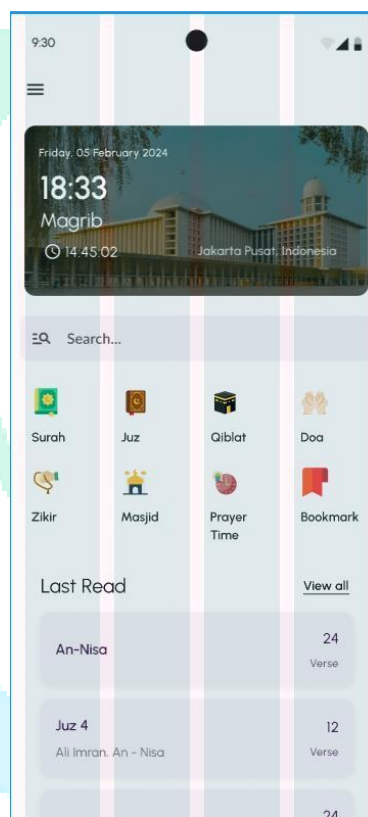 9:30
Friday, 05 February 2024
18:33
Magrib
14:45:02
Jakarta Pusat, Indonesia
Search...
Surah
Juz
Qiblat
Doa
Zikir
Masjid
Prayer
Time
Bookmark
Last Read
View all
An-Nisa
24
Verse
Juz 4
12
Ali Imran, An - Nisa
Verse
24